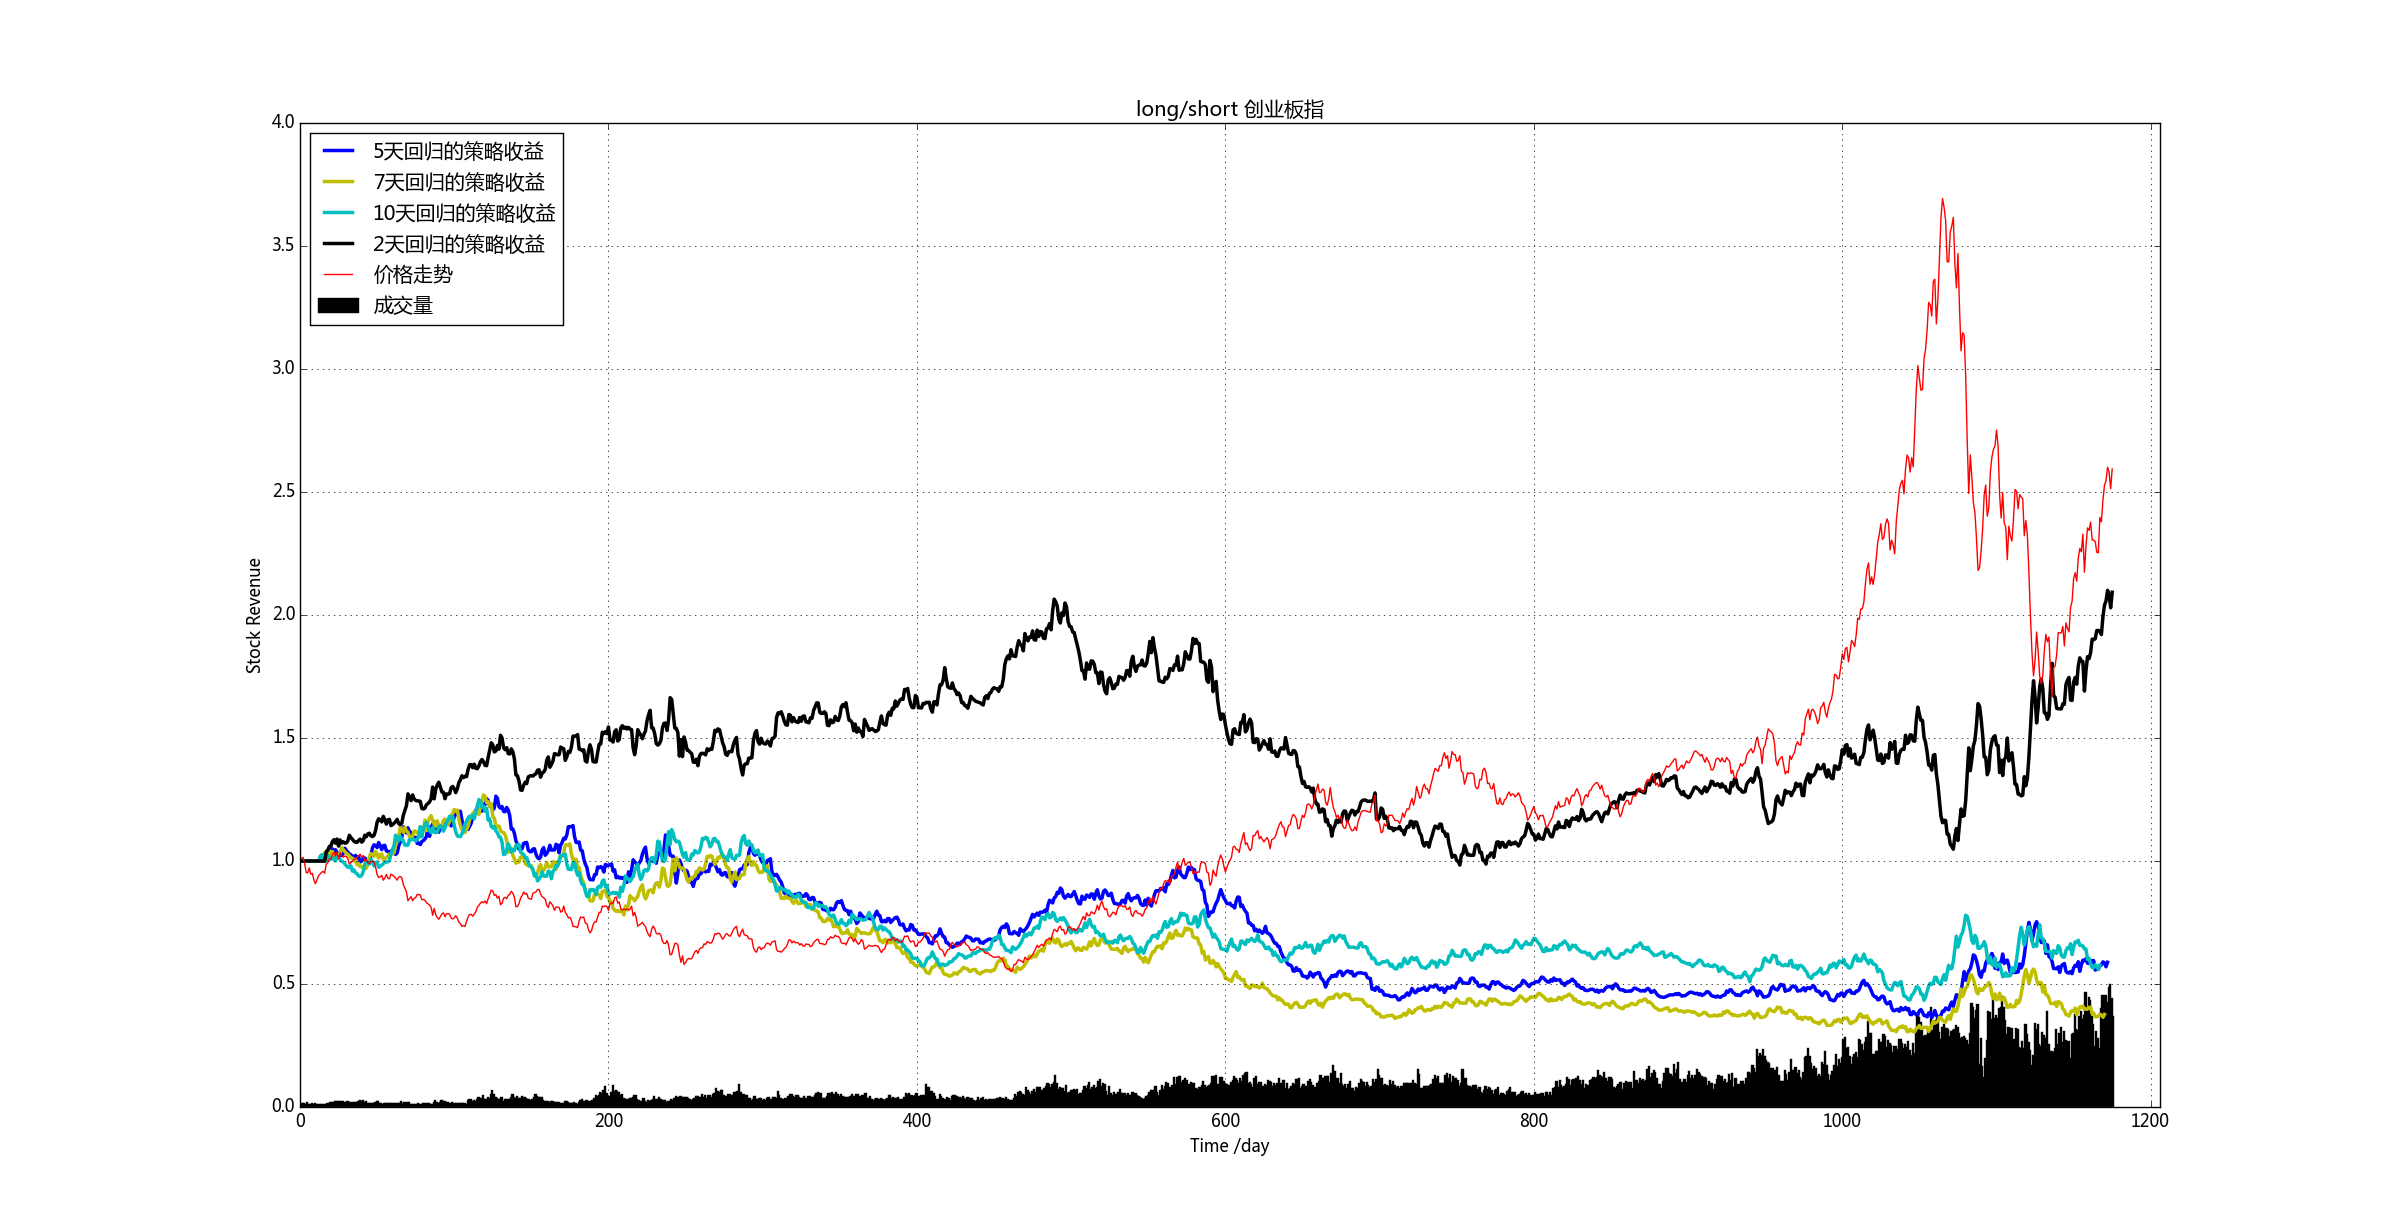 long/short 创业板指
4.0
3.5
3.0
2.5
2.0
1.5
1.0
0.5
0.0
Stock Revenue
5天回归的策略收益
7天回归的策略收益
10天回归的策略收益
2天回归的策略收益
价格走势
成交量
0 200 400 600 800 1000 1200
Time /day